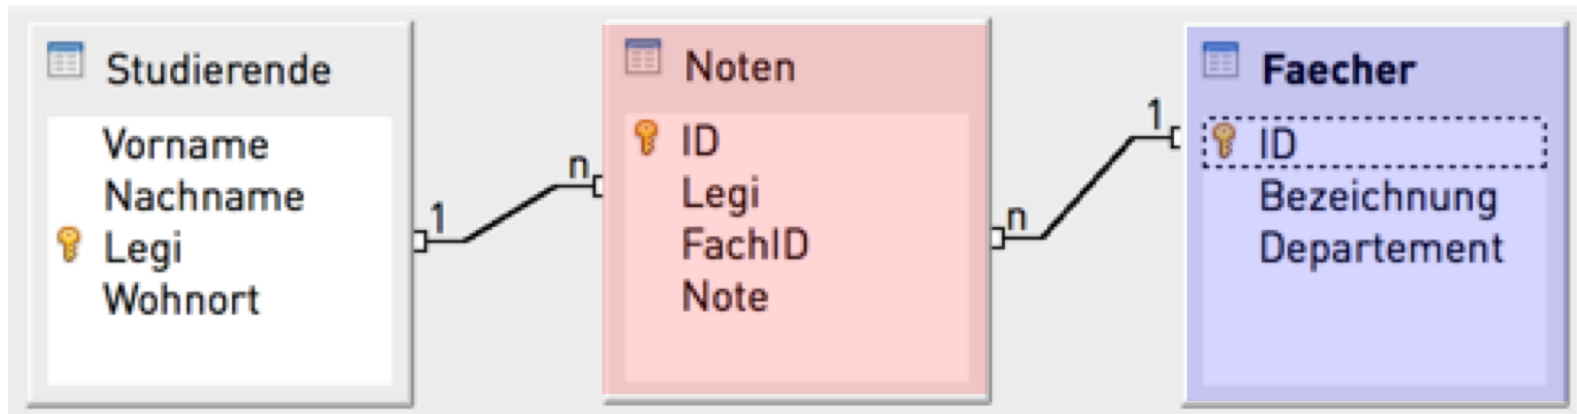 Studierende
Vorname
Nachname
Legi
Wohnort
1
n
Noten
ID
Legi
FachID
Note
n
1
Faecher
ID
Bezeichnung
Departement